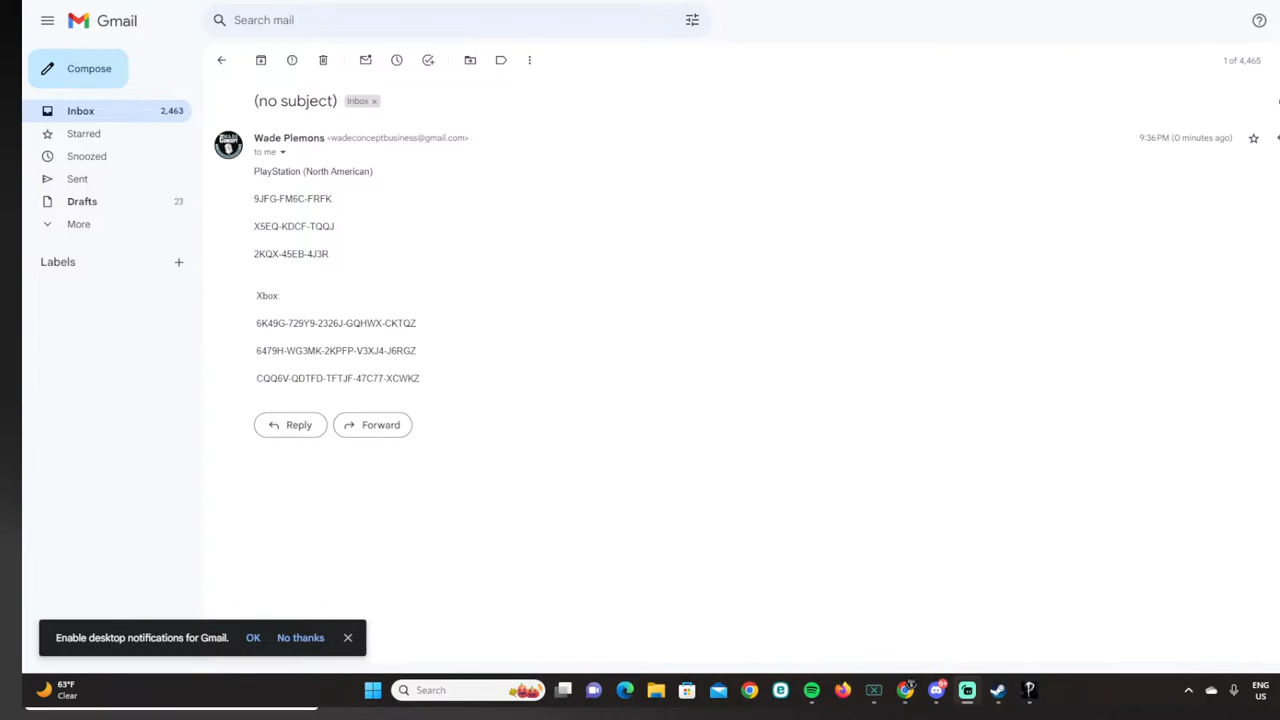 Gmail
Search mail
Compose
1 of 4,465
(no subject)
Inbox ×
Inbox 2,463
Starred
Snoozed
Sent
Drafts 23
More
Labels +
Wade Plemons <wadeconceptbusiness@gmail.com>
9:36 PM (0 minutes ago)
to me
PlayStation (North American)
9JFG-FM6C-FRFK
X5EQ-KDCF-TQQJ
2KQX-45EB-4J3R
Xbox:
6K49G-729Y9-2326J-GQHWX-CKTQZ
6479H-WG3MK-2KPFP-V3XJ4-J6RGZ
CQQ6V-QDTFD-TFTJF-47C77-XCWKZ
Reply Forward
Enable desktop notifications for Gmail. OK No thanks
63°F
Clear
Search
ENG
US